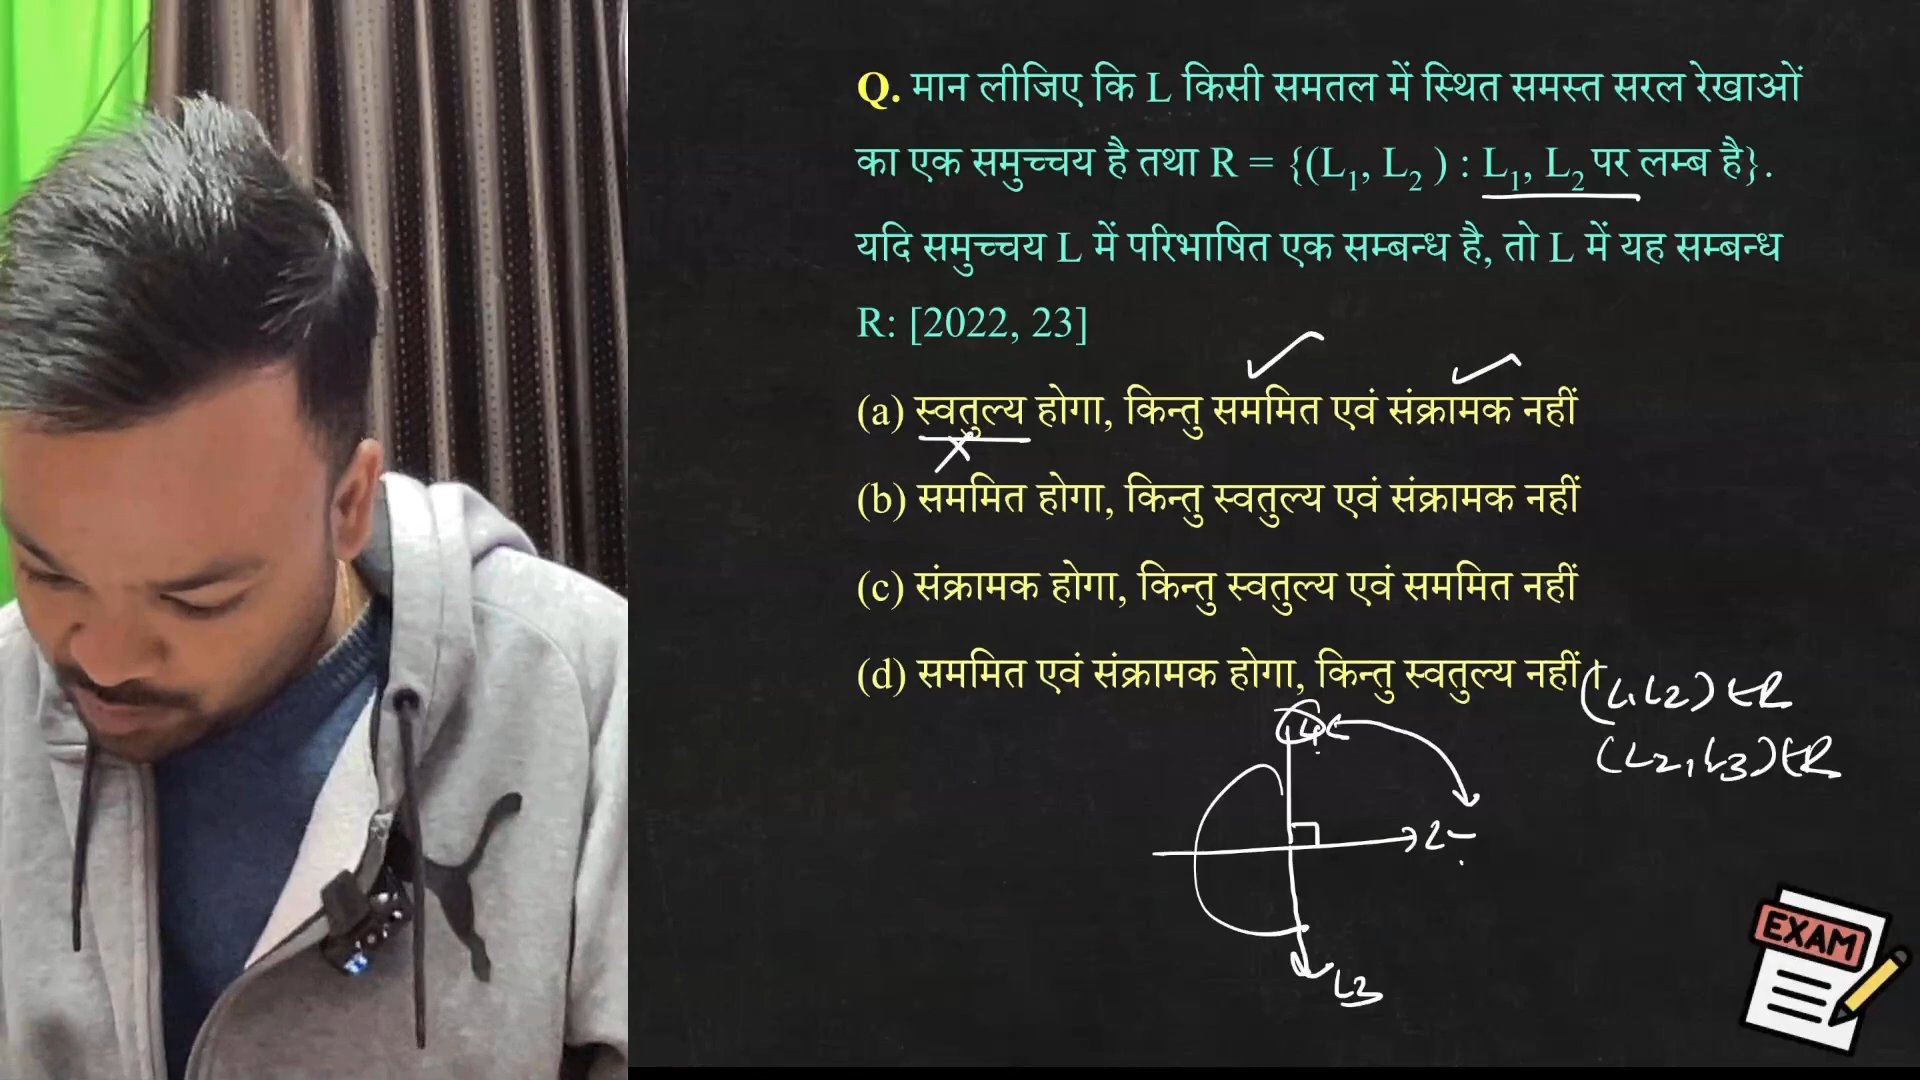 Q. मान लीजिए कि L किसी समतल में स्थित समस्त सरल रेखाओं
का एक समुच्चय है तथा R = {(L₁, L₂ ) : L₁, L₂ पर लम्ब है}.
यदि समुच्चय L में परिभाषित एक सम्बन्ध है, तो L में यह सम्बन्ध
R: [2022, 23]
(a) स्वतुल्य होगा, किन्तु सममित एवं संक्रामक नहीं
(b) सममित होगा, किन्तु स्वतुल्य एवं संक्रामक नहीं
(c) संक्रामक होगा, किन्तु स्वतुल्य एवं सममित नहीं
(d) सममित एवं संक्रामक होगा, किन्तु स्वतुल्य नहीं
(L1, L2) ∈ R
(L2, L3) ∈ R
L3
EXAM